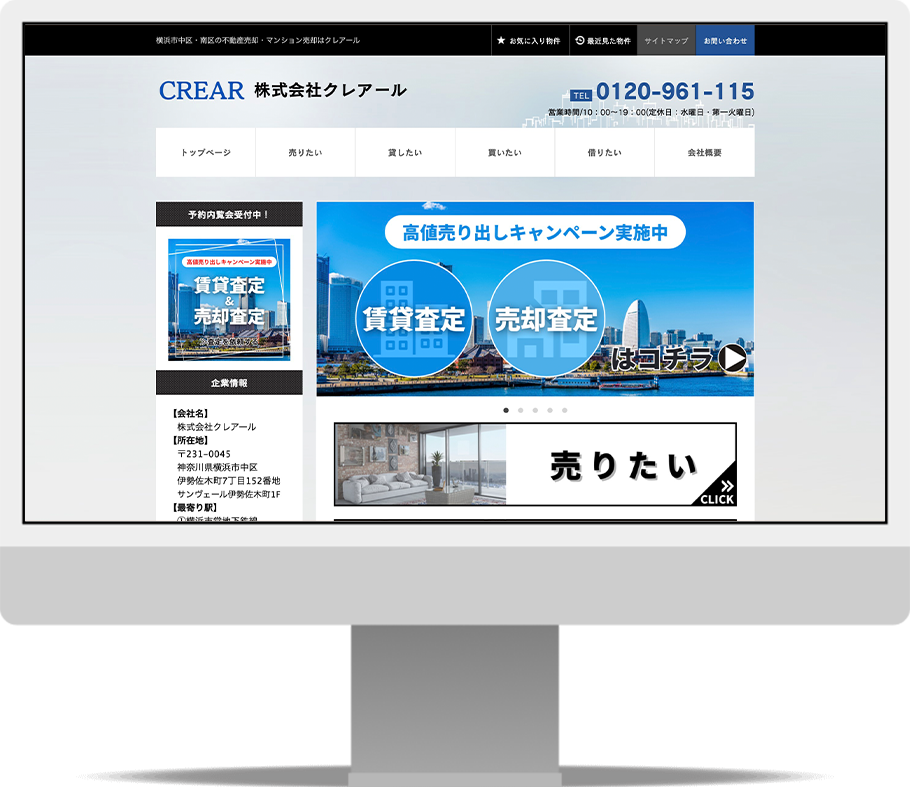 横浜市中区・南区の不動産売却・マンション売却はクレアール
お気に入り物件
最近見た物件
サイトマップ
お問い合わせ
CREAR 株式会社クレアール
TEL 0120-961-115
営業時間/10：00～19：00(定休日：水曜日・第一火曜日)
トップページ
売りたい
貸したい
買いたい
借りたい
会社概要
予約内覧会受付中！
高値売り出しキャンペーン実施中
賃貸査定
&
売却査定
企業情報
【会社名】
株式会社クレアール
【所在地】
〒231-0045
神奈川県横浜市中区
伊勢佐木町7丁目152番地
サンヴェール伊勢佐木町1F
【最寄り駅】
①横浜市営地下鉄線
高値売り出しキャンペーン実施中
賃貸査定
売却査定
はコチラ
売りたい
CLICK